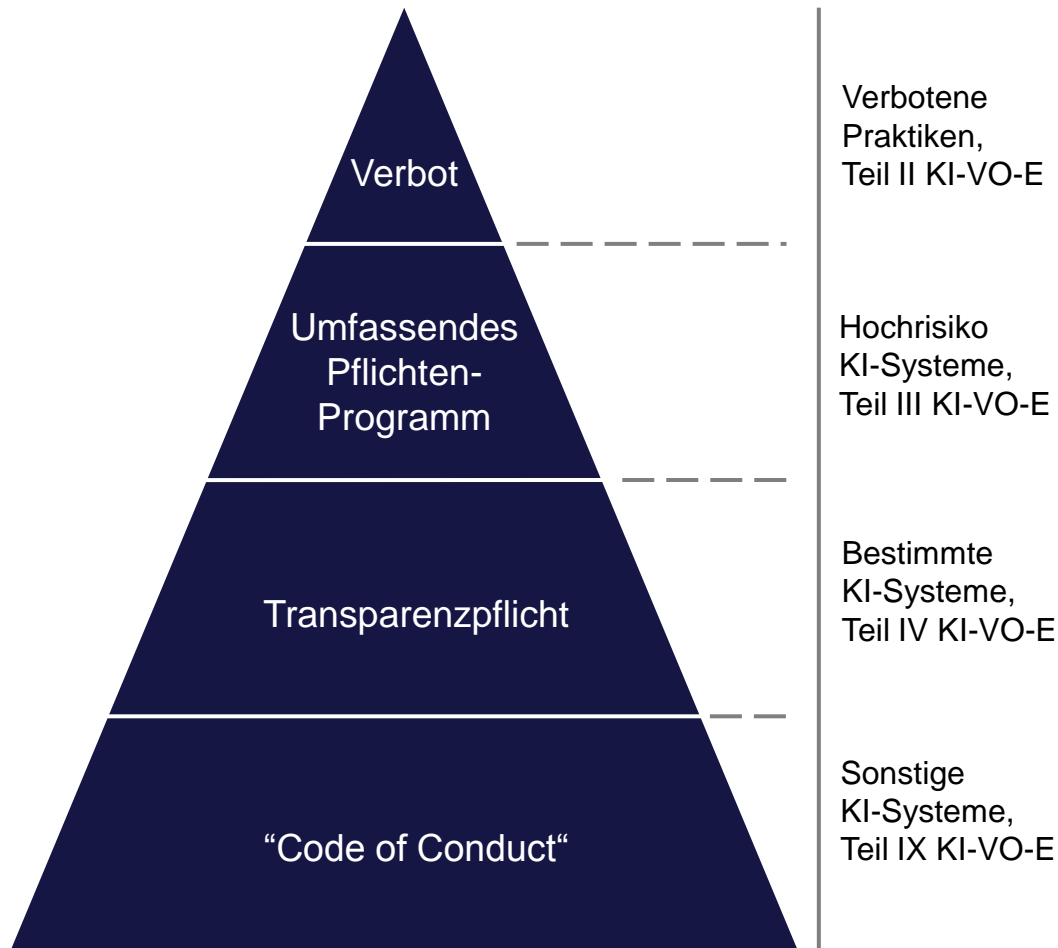 Verbot
Verbotene
Praktiken,
Teil II KI-VO-E
Umfassendes
Pflichten-
Programm
Hochrisiko
KI-Systeme,
Teil III KI-VO-E
Transparenzpflicht
Bestimmte
KI-Systeme,
Teil IV KI-VO-E
“Code of Conduct“
Sonstige
KI-Systeme,
Teil IX KI-VO-E